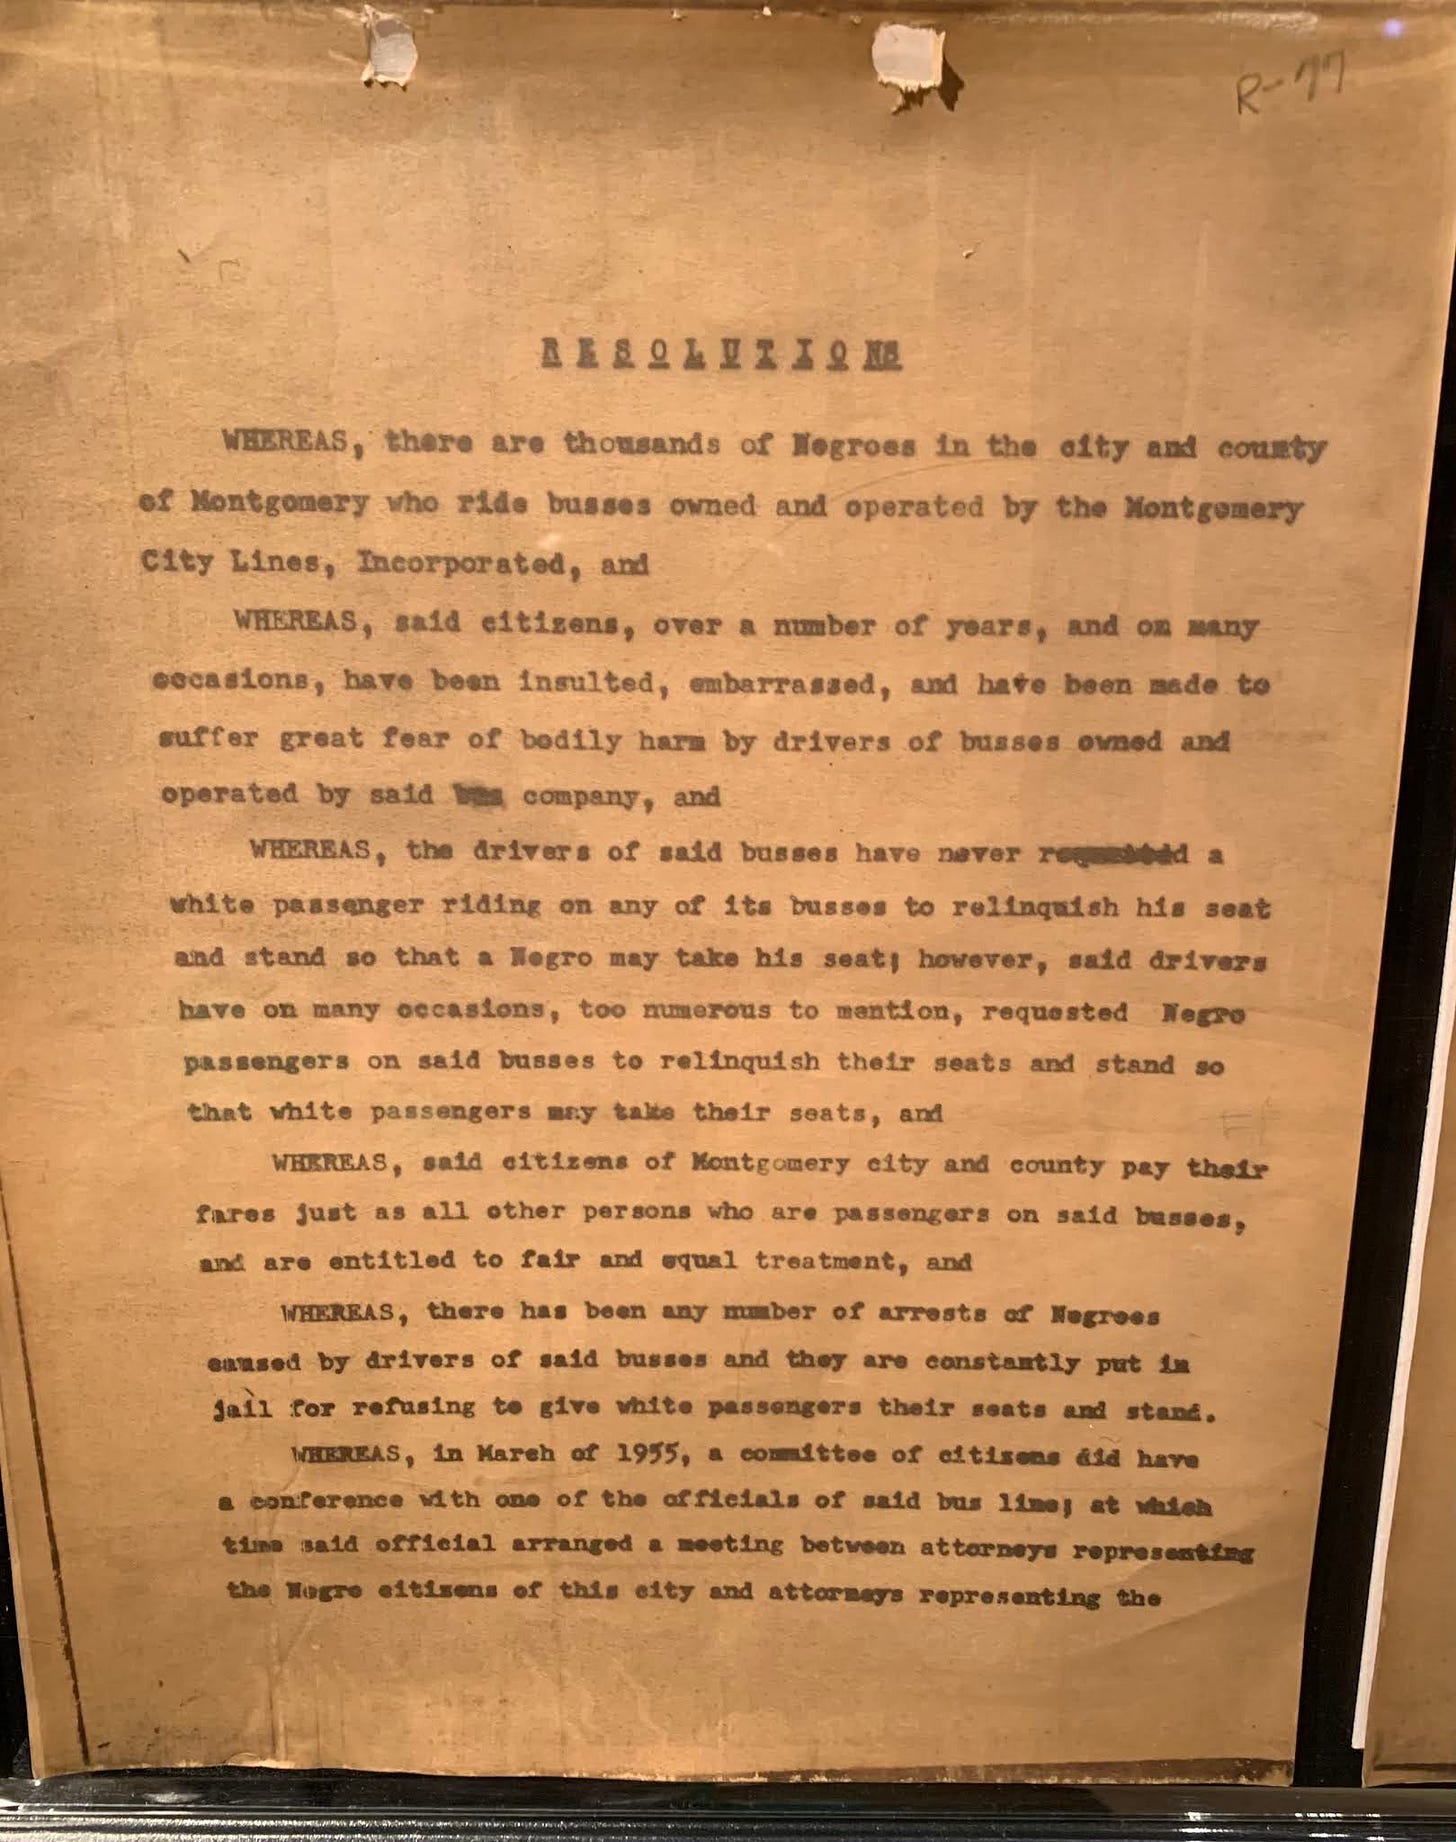 R-77
RESOLUTIONS
WHEREAS, there are thousands of Negroes in the city and county
of Montgomery who ride busses owned and operated by the Montgomery
City Lines, Incorporated, and
WHEREAS, said citizens, over a number of years, and on many
occasions, have been insulted, embarrassed, and have been made to
suffer great fear of bodily harm by drivers of busses owned and
operated by said bus company, and
WHEREAS, the drivers of said busses have never requested a
white passenger riding on any of its busses to relinquish his seat
and stand so that a Negro may take his seat; however, said drivers
have on many occasions, too numerous to mention, requested Negro
passengers on said busses to relinquish their seats and stand so
that white passengers may take their seats, and
WHEREAS, said citizens of Montgomery city and county pay their
fares just as all other persons who are passengers on said busses,
and are entitled to fair and equal treatment, and
WHEREAS, there has been any number of arrests of Negroes
caused by drivers of said busses and they are constantly put in
jail for refusing to give white passengers their seats and stand.
WHEREAS, in March of 1955, a committee of citizens did have
a conference with one of the officials of said bus line; at which
time said official arranged a meeting between attorneys representing
the Negro citizens of this city and attorneys representing the